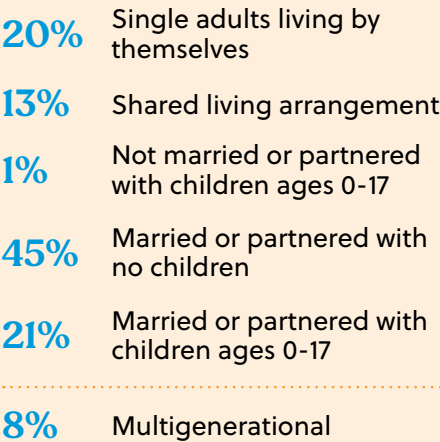 20% Single adults living by
themselves
13% Shared living arrangement
1% Not married or partnered
with children ages 0-17
45% Married or partnered with
no children
21% Married or partnered with
children ages 0-17
8% Multigenerational